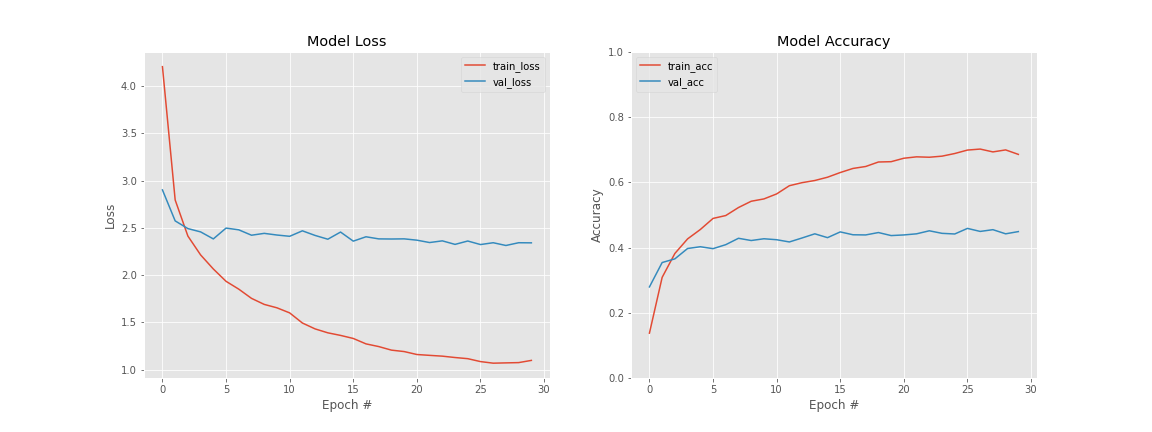 Model Loss
train_loss
val_loss
4.0
3.5
3.0
2.5
2.0
1.5
1.0
Loss
0 5 10 15 20 25 30
Epoch #
Model Accuracy
train_acc
val_acc
1.0
0.8
0.6
0.4
0.2
0.0
Accuracy
0 5 10 15 20 25 30
Epoch #